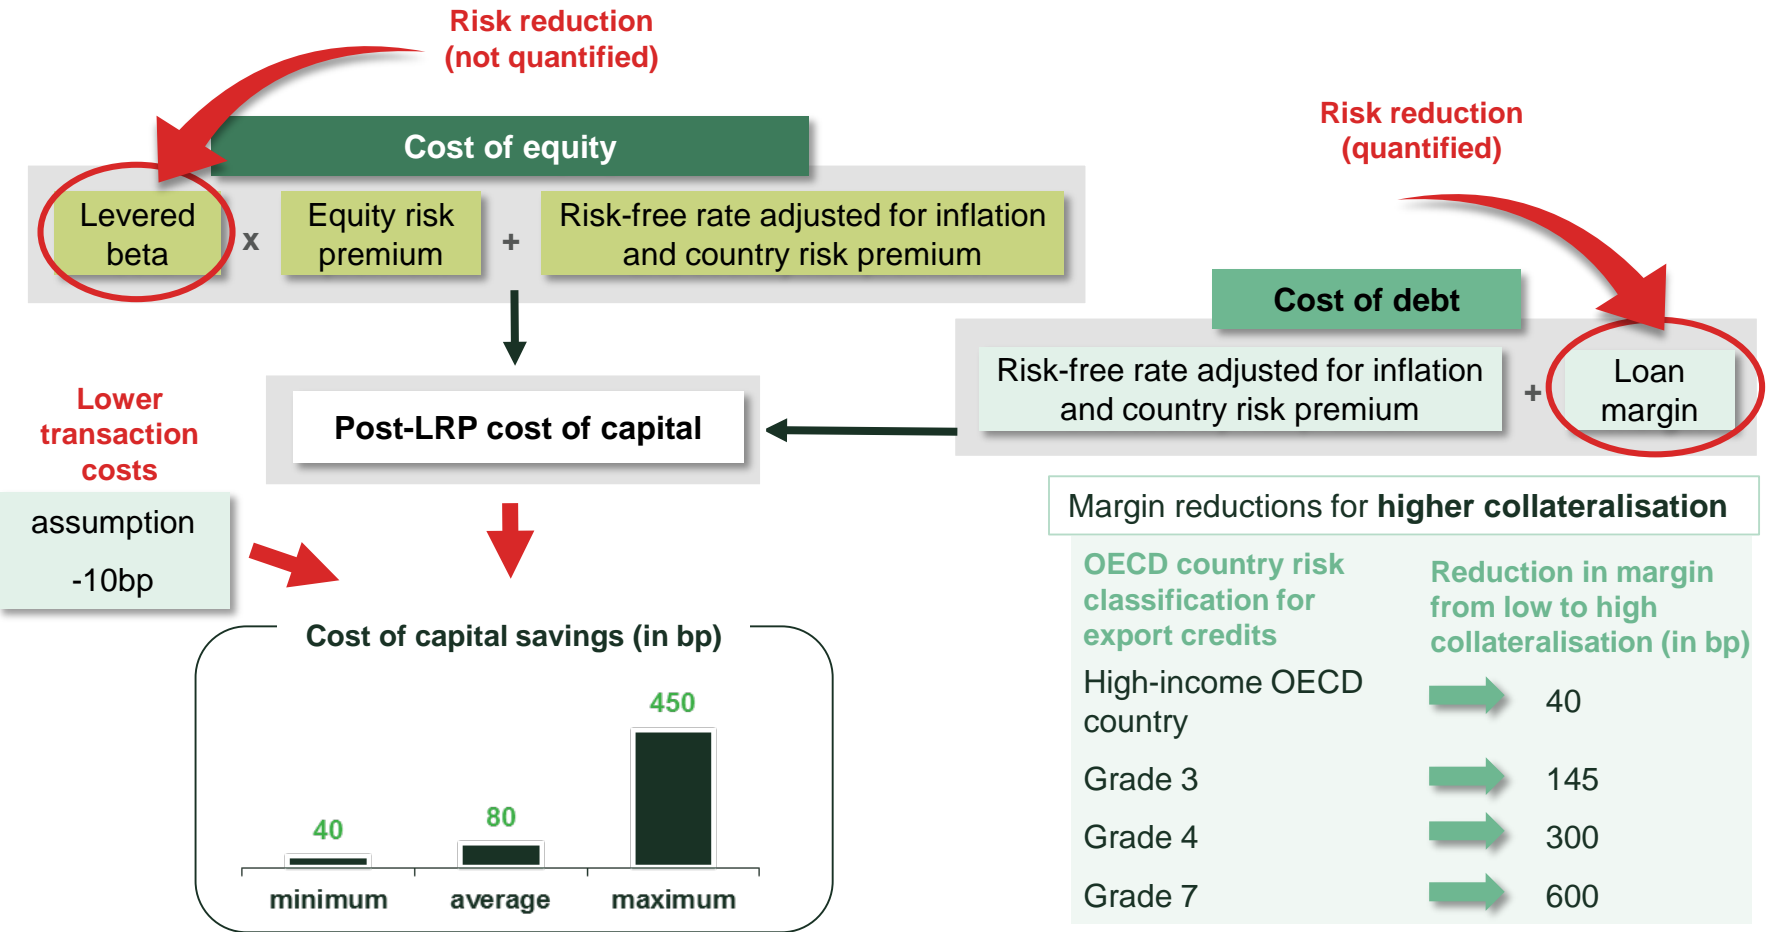 Risk reduction
(not quantified)
Cost of equity
Levered
beta
x
Equity risk
premium
+
Risk-free rate adjusted for inflation
and country risk premium
Risk reduction
(quantified)
Cost of debt
Risk-free rate adjusted for inflation
and country risk premium
+
Loan
margin
Post-LRP cost of capital
Lower
transaction
costs
assumption
-10bp
Cost of capital savings (in bp)
40
80
450
minimum
average
maximum
Margin reductions for higher collateralisation
OECD country risk
classification for
export credits
Reduction in margin
from low to high
collateralisation (in bp)
High-income OECD
country
40
Grade 3
145
Grade 4
300
Grade 7
600